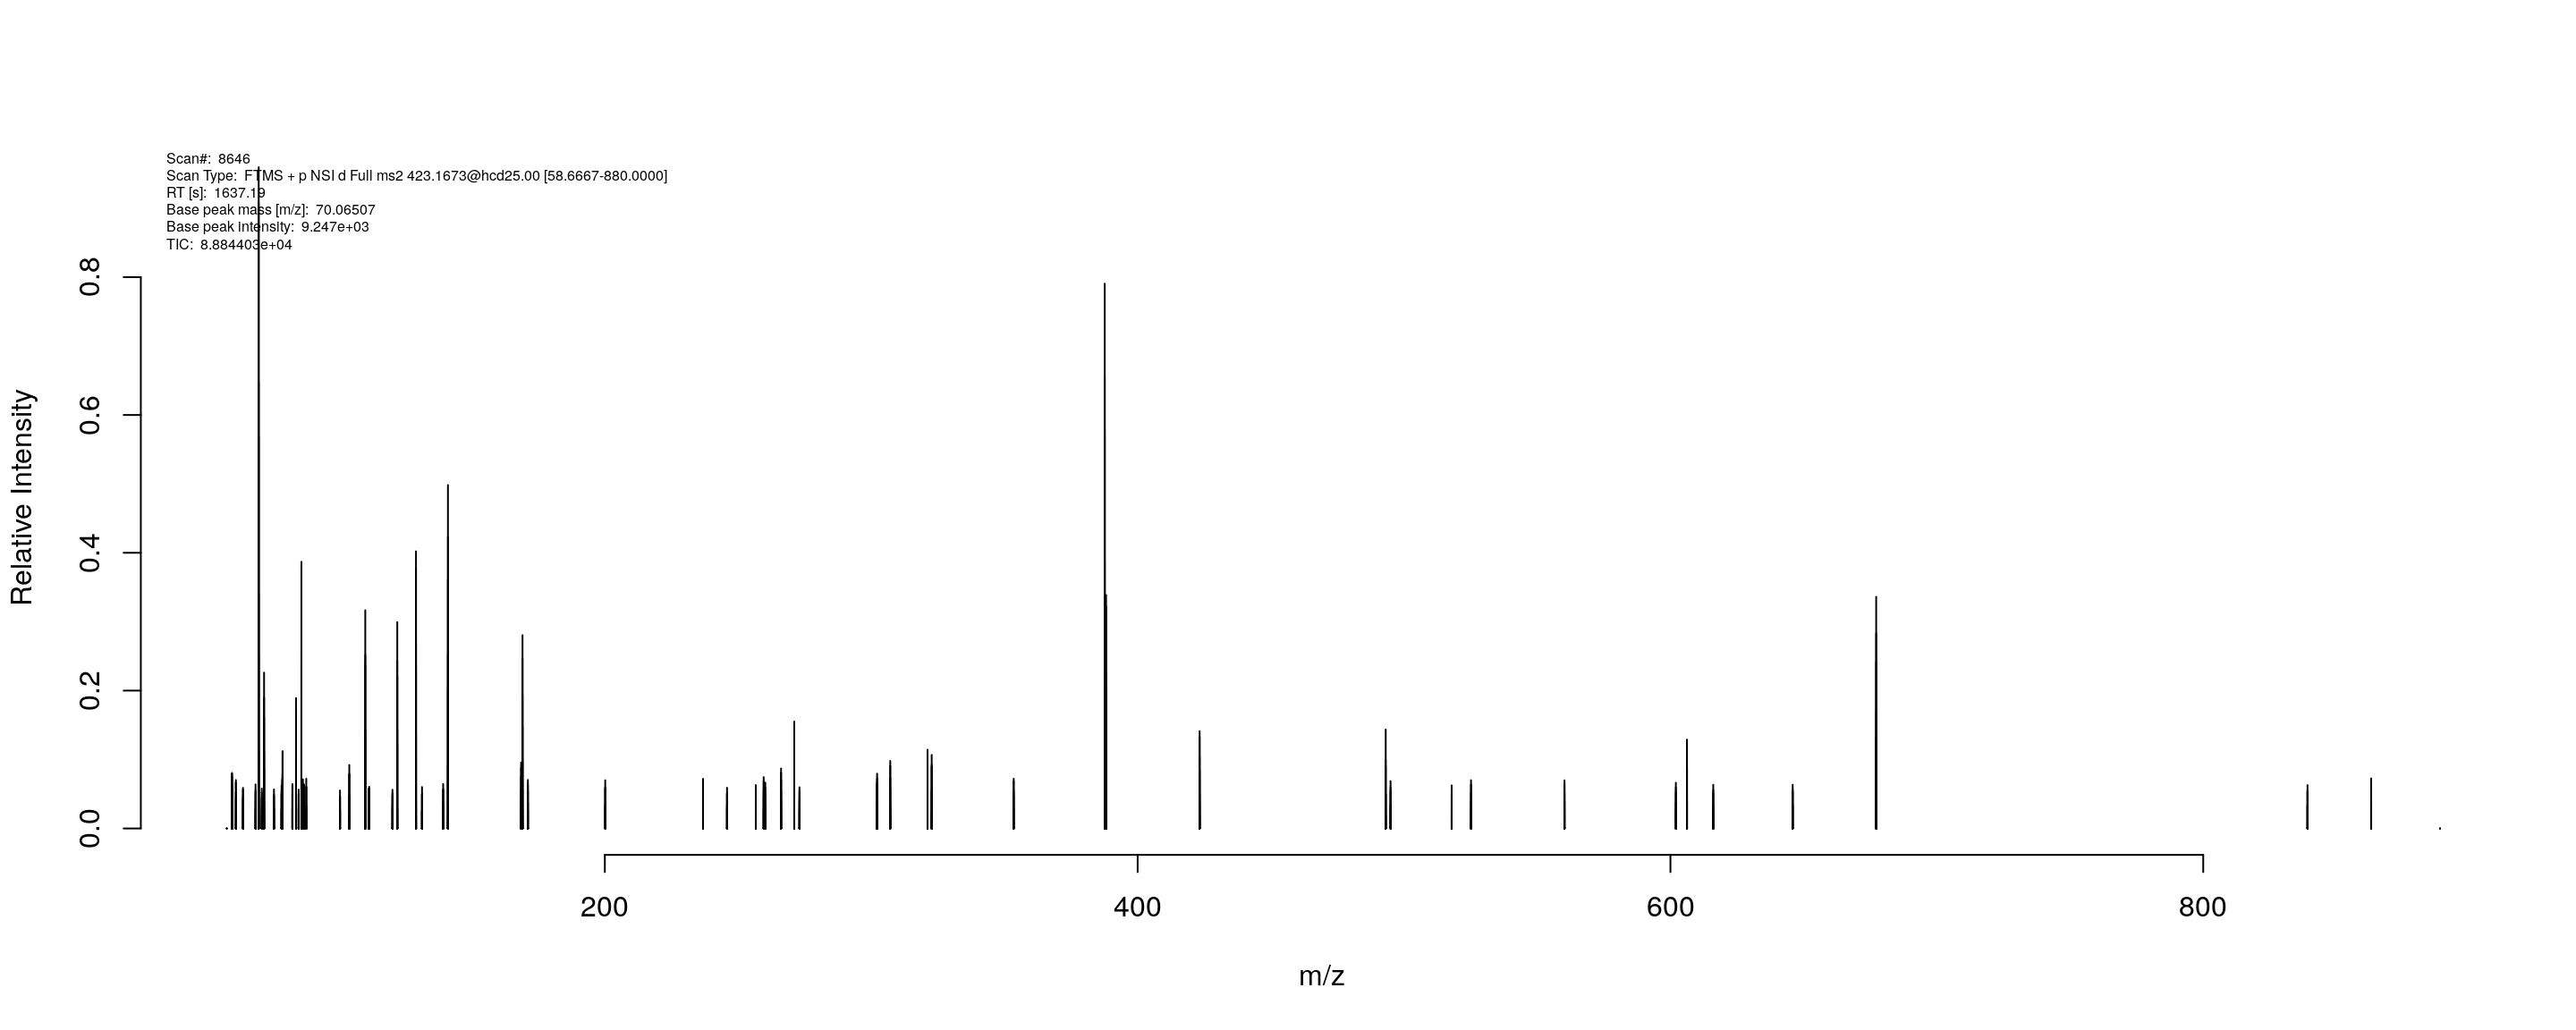 Scan#: 8646
Scan Type: FTMS + p NSI d Full ms2 423.1673@hcd25.00 [58.6667-880.0000]
RT [s]: 1637.19
Base peak mass [m/z]: 70.06507
Base peak intensity: 9.247e+03
TIC: 8.884403e+04
0.8
0.6
0.4
0.2
0.0
Relative Intensity
200 400 600 800
m/z